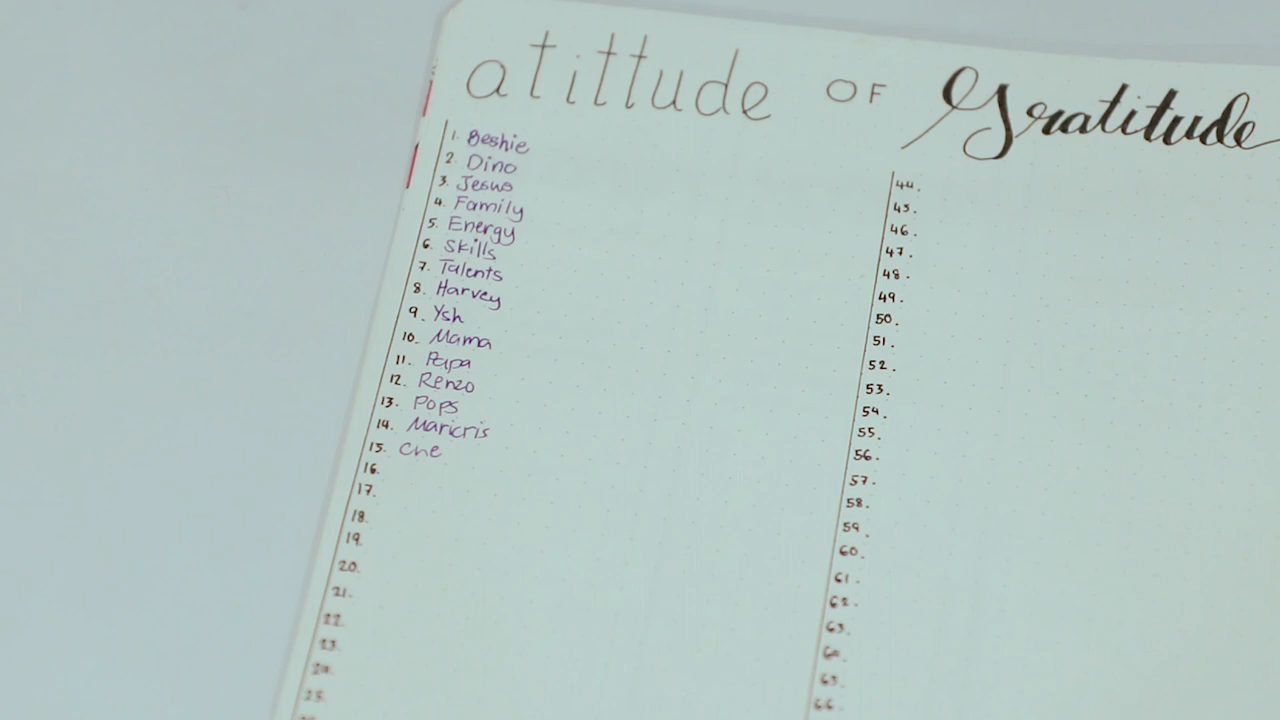 atittude OF Gratitude
1. Beshie
2. Dino
3. Jesus
4. Family
5. Energy
6. Skills
7. Talents
8. Harvey
9. Ysh
10. Mama
11. Papa
12. Renzo
13. Pops
14. Maricris
15. Che
16.
17.
18.
19.
20.
21.
22.
23.
24.
25.
44.
45.
46.
47.
48.
49.
50.
51.
52.
53.
54.
55.
56.
57.
58.
59.
60.
61.
62.
63.
64.
65.
66.